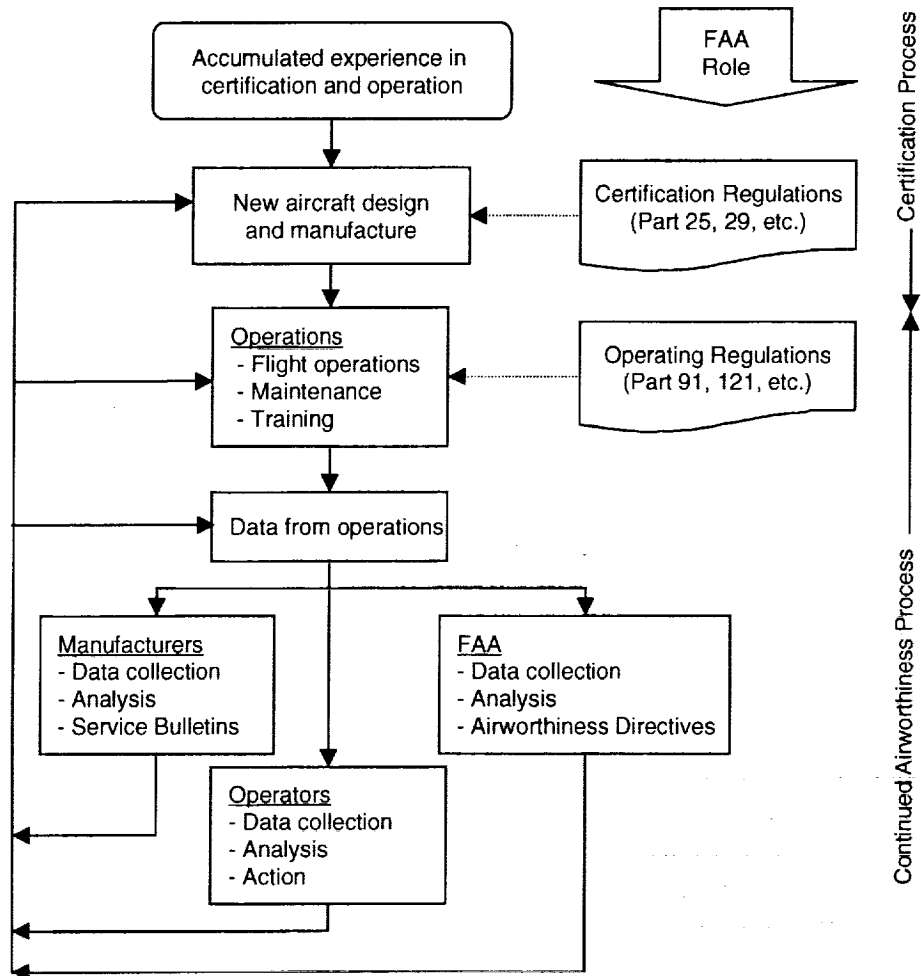 Accumulated experience in
certification and operation
FAA
Role
New aircraft design
and manufacture
Certification Regulations
(Part 25, 29, etc.)
Operations
- Flight operations
- Maintenance
- Training
Operating Regulations
(Part 91, 121, etc.)
Data from operations
Manufacturers
- Data collection
- Analysis
- Service Bulletins
FAA
- Data collection
- Analysis
- Airworthiness Directives
Operators
- Data collection
- Analysis
- Action
Certification Process
Continued Airworthiness Process